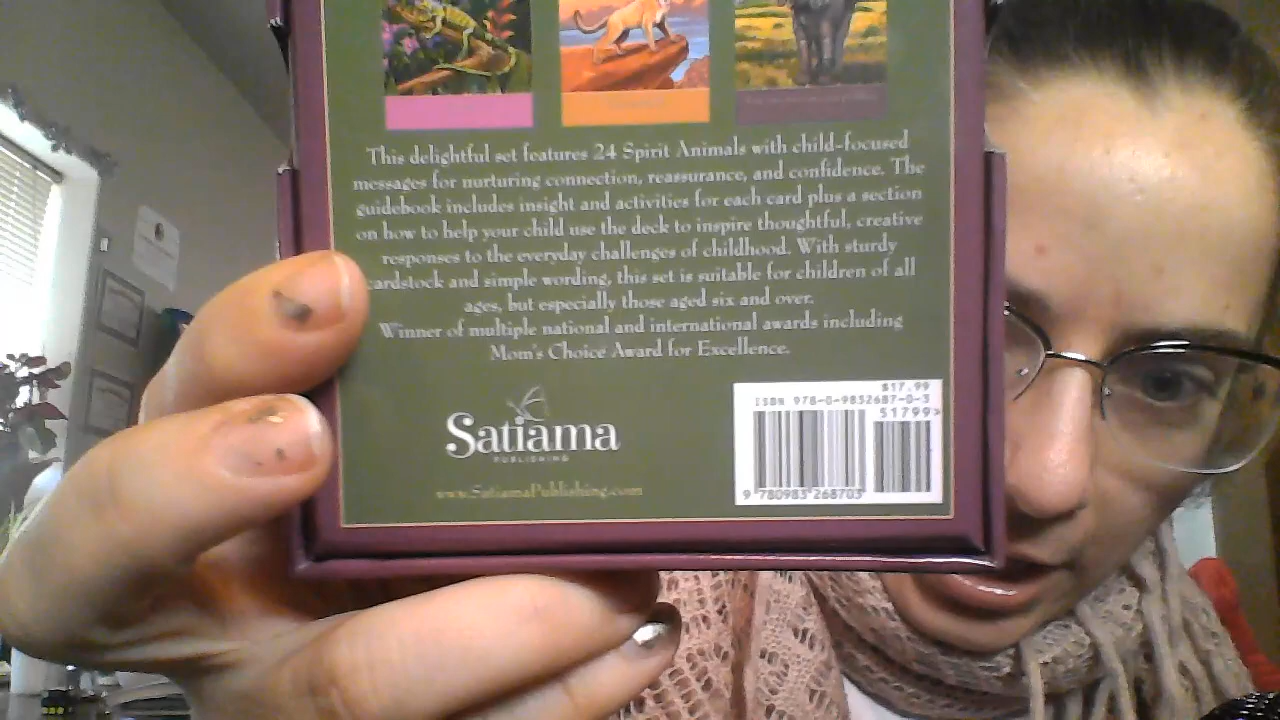 This delightful set features 24 Spirit Animals with child-focused
messages for nurturing connection, reassurance, and confidence. The
guidebook includes insight and activities for each card plus a section
on how to help your child use the deck to inspire thoughtful, creative
responses to the everyday challenges of childhood. With sturdy
cardstock and simple wording, this set is suitable for children of all
ages, but especially those aged six and over.
Winner of multiple national and international awards including
Mom's Choice Award for Excellence.
Satiama
PUBLISHING
www.SatiamaPublishing.com
$17.99
ISBN 978-0-9832687-0-3
51799>
9 780983 268703